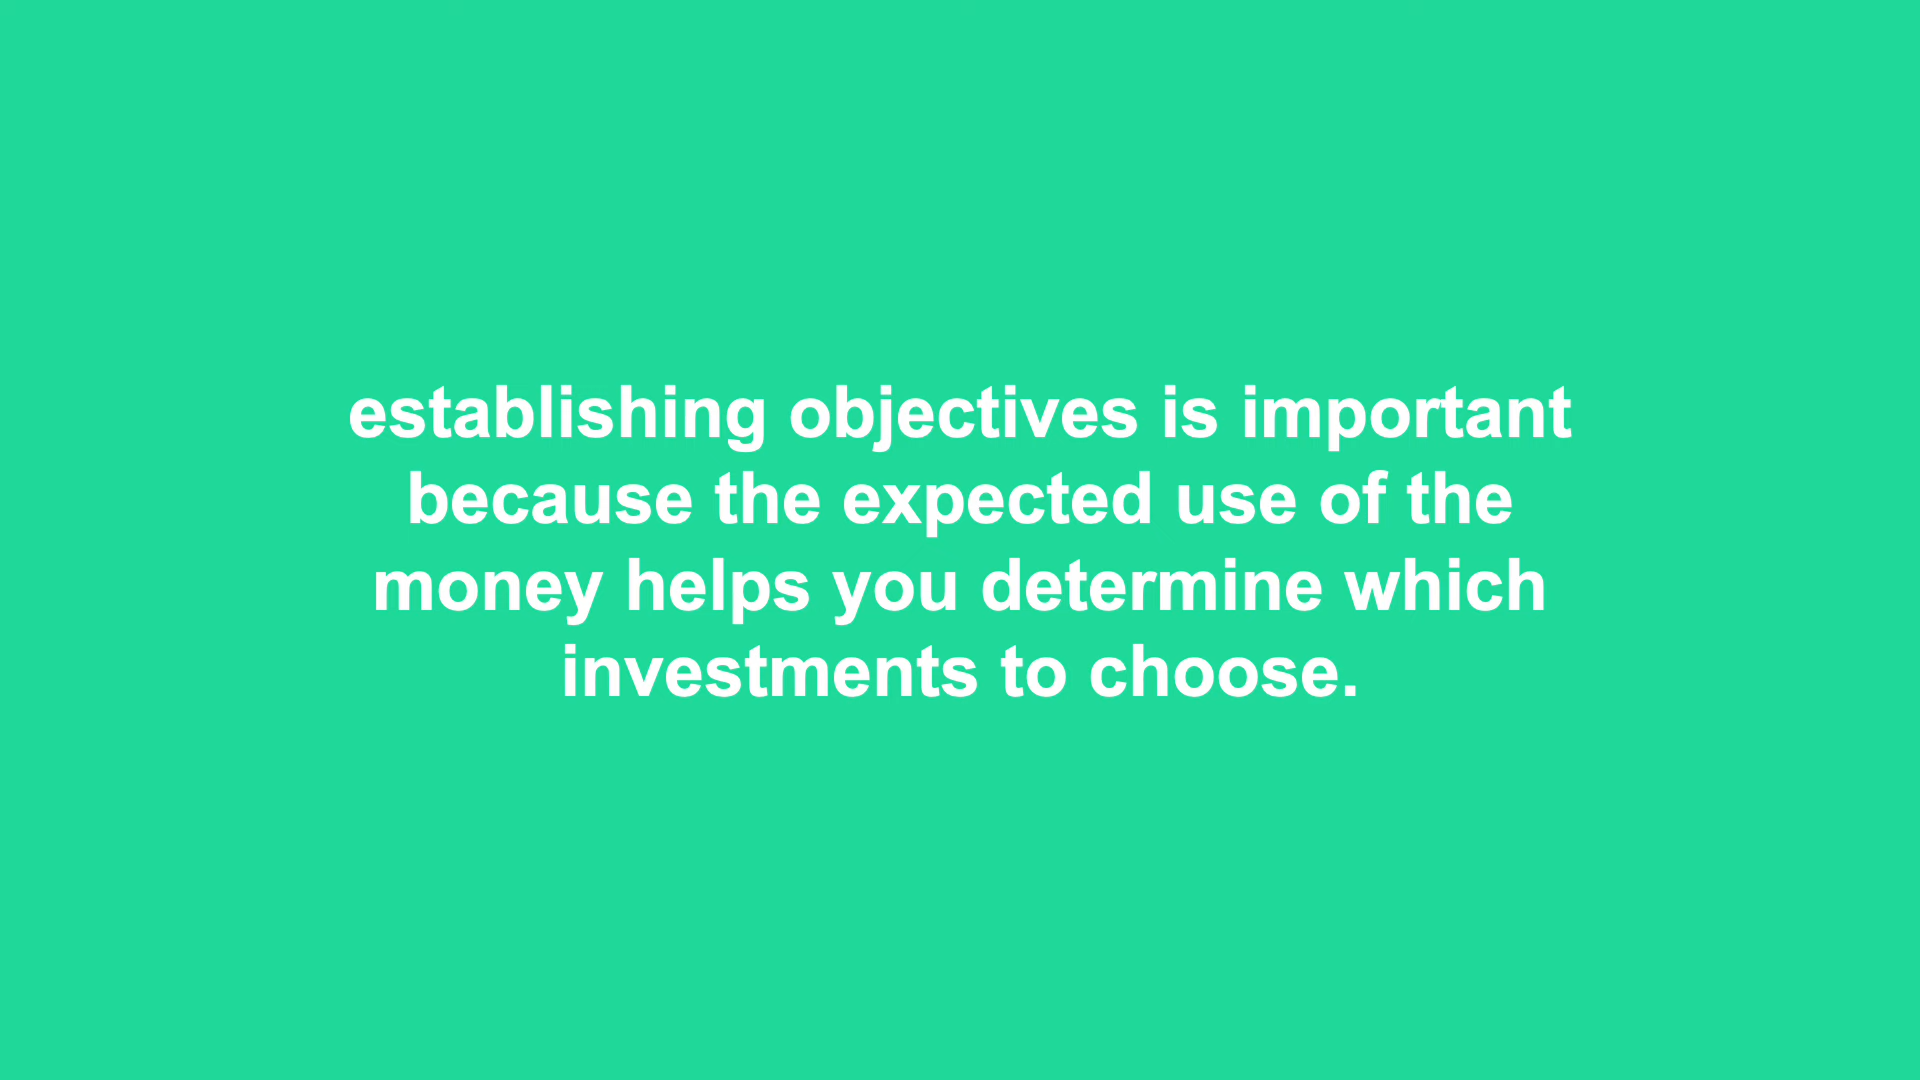 establishing objectives is important
because the expected use of the
money helps you determine which
investments to choose.